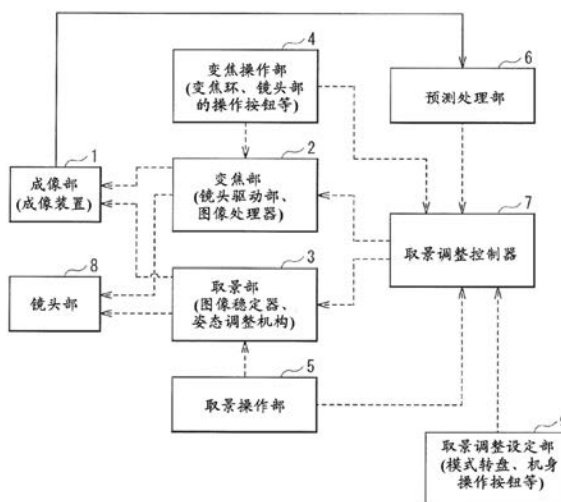 4
变焦操作部
(变焦环、镜头部
的操作按钮等)
6
预测处理部
1
成像部
(成像装置)
2
变焦部
(镜头驱动部、
图像处理器)
7
取景调整控制器
8
镜头部
3
取景部
(图像稳定器、
姿态调整机构)
5
取景操作部
取景调整设定部
(模式转盘、机身
操作按钮等)